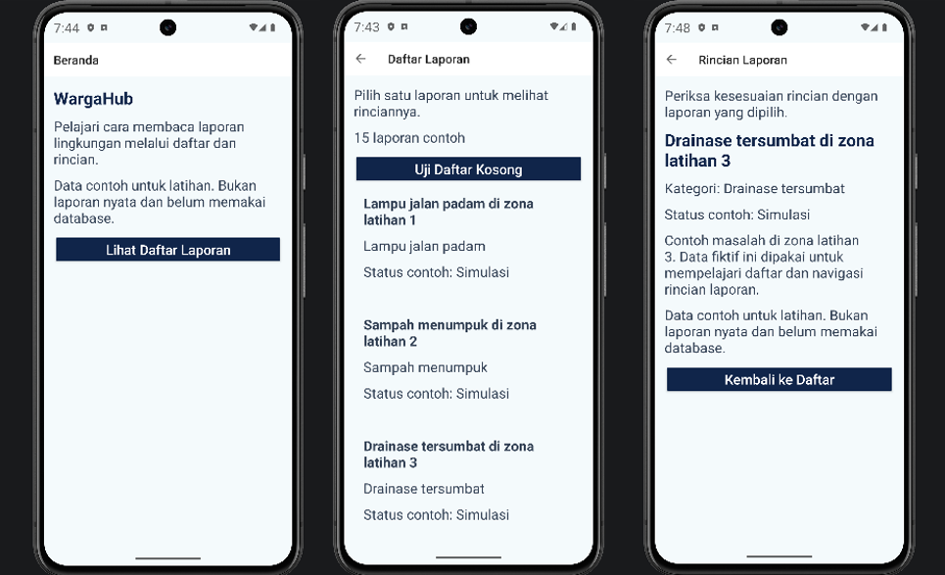 7:44
Beranda
WargaHub
Pelajari cara membaca laporan
lingkungan melalui daftar dan
rincian.
Data contoh untuk latihan. Bukan
laporan nyata dan belum memakai
database.
Lihat Daftar Laporan
7:43
Daftar Laporan
Pilih satu laporan untuk melihat
rinciannya.
15 laporan contoh
Uji Daftar Kosong
Lampu jalan padam di zona
latihan 1
Lampu jalan padam
Status contoh: Simulasi
Sampah menumpuk di zona
latihan 2
Sampah menumpuk
Status contoh: Simulasi
Drainase tersumbat di zona
latihan 3
Drainase tersumbat
Status contoh: Simulasi
7:48
Rincian Laporan
Periksa kesesuaian rincian dengan
laporan yang dipilih.
Drainase tersumbat di zona
latihan 3
Kategori: Drainase tersumbat
Status contoh: Simulasi
Contoh masalah di zona latihan
3. Data fiktif ini dipakai untuk
mempelajari daftar dan navigasi
rincian laporan.
Data contoh untuk latihan. Bukan
laporan nyata dan belum memakai
database.
Kembali ke Daftar